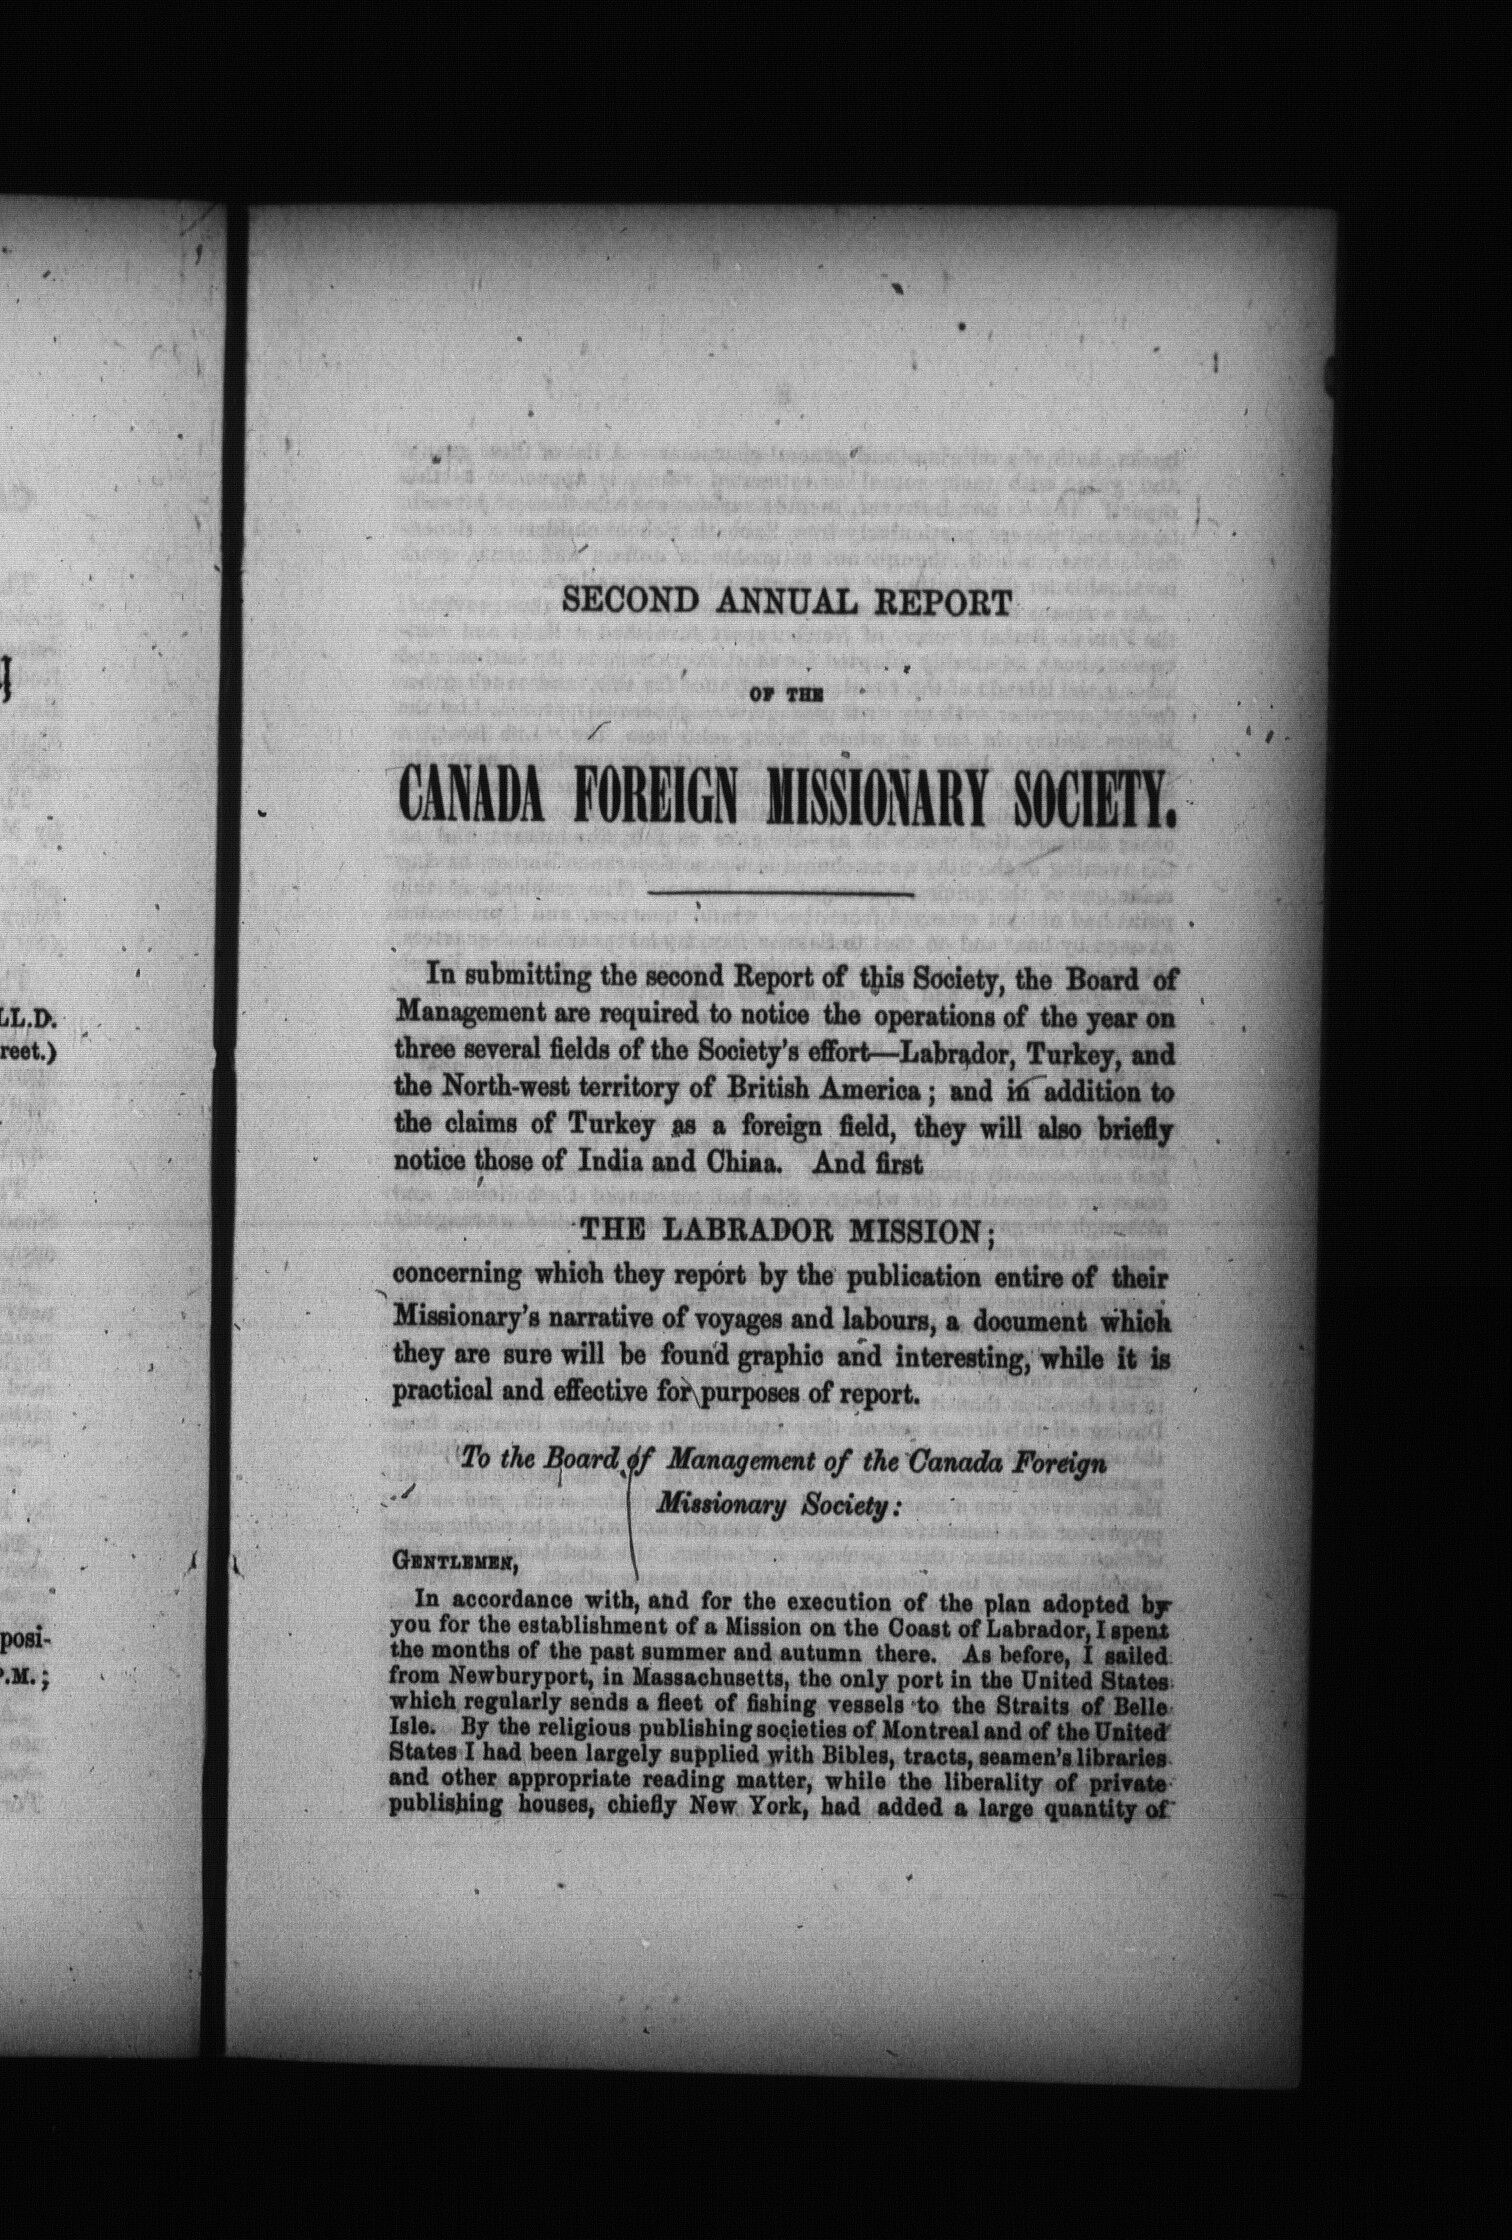 LL.D.
reet.)
posi-
P.M.;
SECOND ANNUAL REPORT
OF THE
CANADA FOREIGN MISSIONARY SOCIETY.
In submitting the second Report of this Society, the Board of
Management are required to notice the operations of the year on
three several fields of the Society's effort—Labrador, Turkey, and
the North-west territory of British America; and in addition to
the claims of Turkey as a foreign field, they will also briefly
notice those of India and China. And first
THE LABRADOR MISSION;
concerning which they report by the publication entire of their
Missionary's narrative of voyages and labours, a document which
they are sure will be found graphic and interesting, while it is
practical and effective for purposes of report.
To the Board of Management of the Canada Foreign
Missionary Society:
GENTLEMEN,
In accordance with, and for the execution of the plan adopted by
you for the establishment of a Mission on the Coast of Labrador, I spent
the months of the past summer and autumn there. As before, I sailed
from Newburyport, in Massachusetts, the only port in the United States
which regularly sends a fleet of fishing vessels to the Straits of Belle
Isle. By the religious publishing societies of Montreal and of the United
States I had been largely supplied with Bibles, tracts, seamen's libraries
and other appropriate reading matter, while the liberality of private
publishing houses, chiefly New York, had added a large quantity of